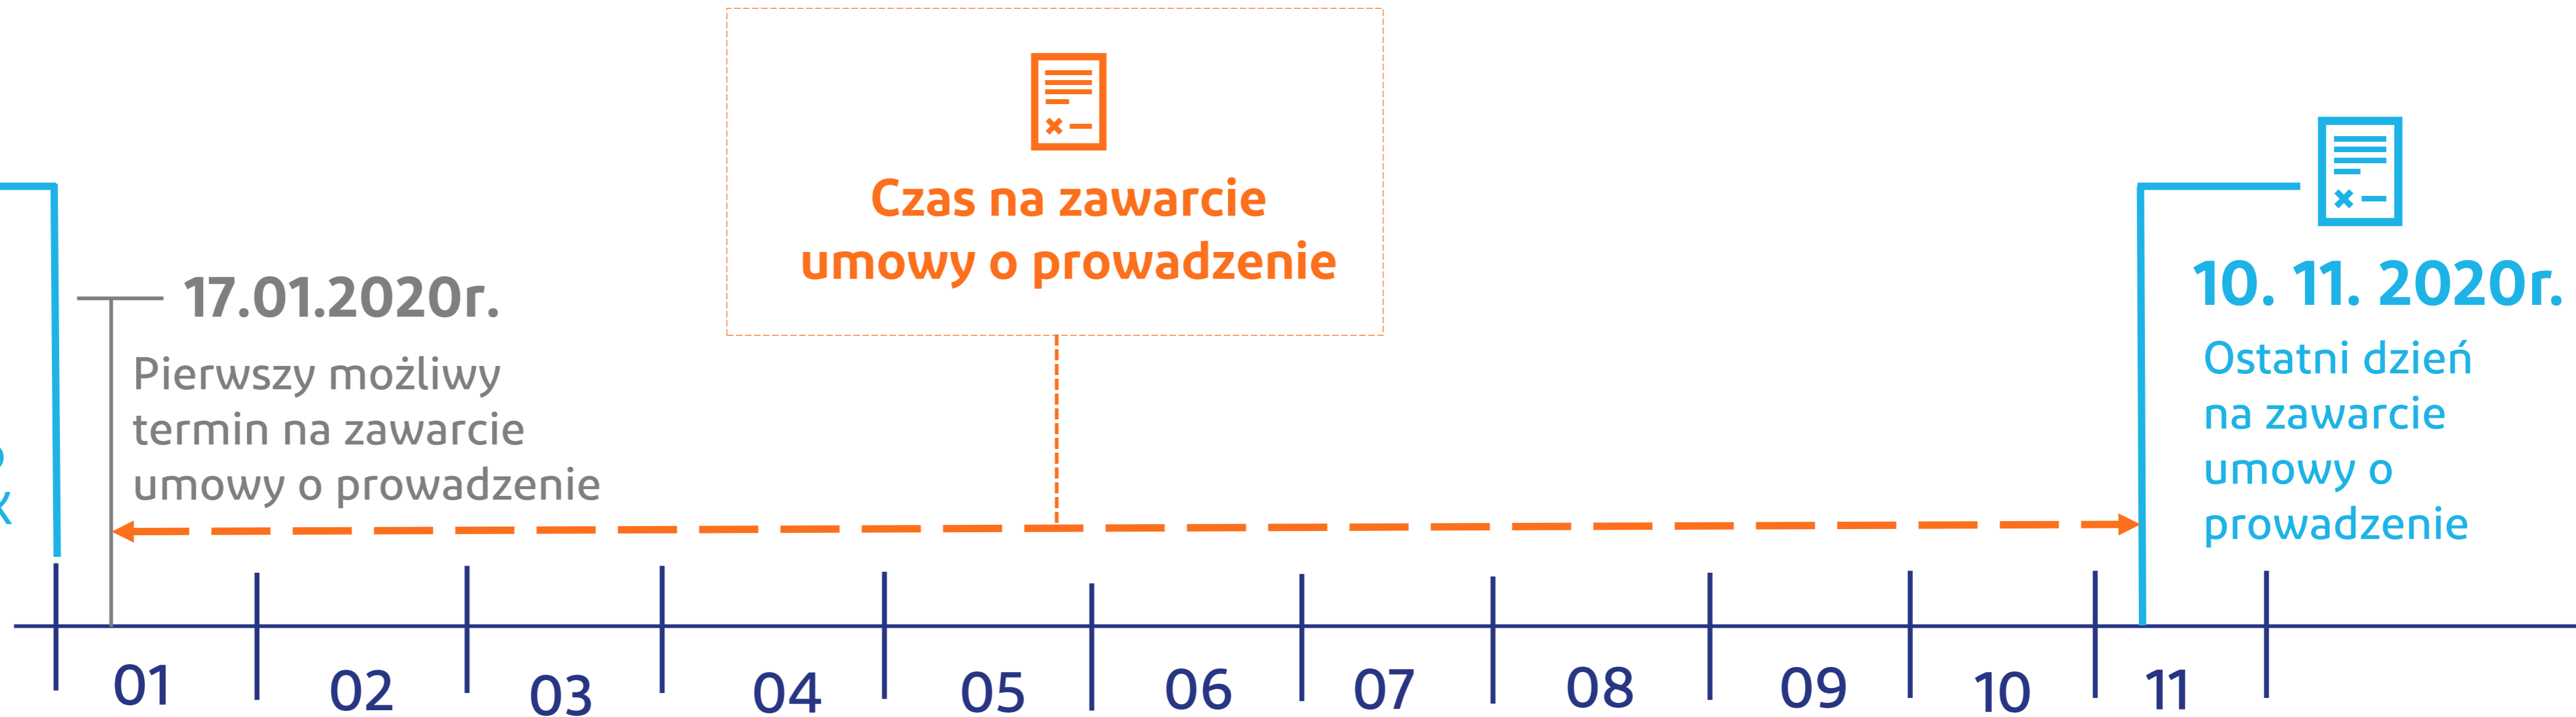 Czas na zawarcie
umowy o prowadzenie
17.01.2020r.
Pierwszy możliwy
termin na zawarcie
umowy o prowadzenie
10. 11. 2020r.
Ostatni dzień
na zawarcie
umowy o
prowadzenie
01 02 03 04 05 06 07 08 09 10 11